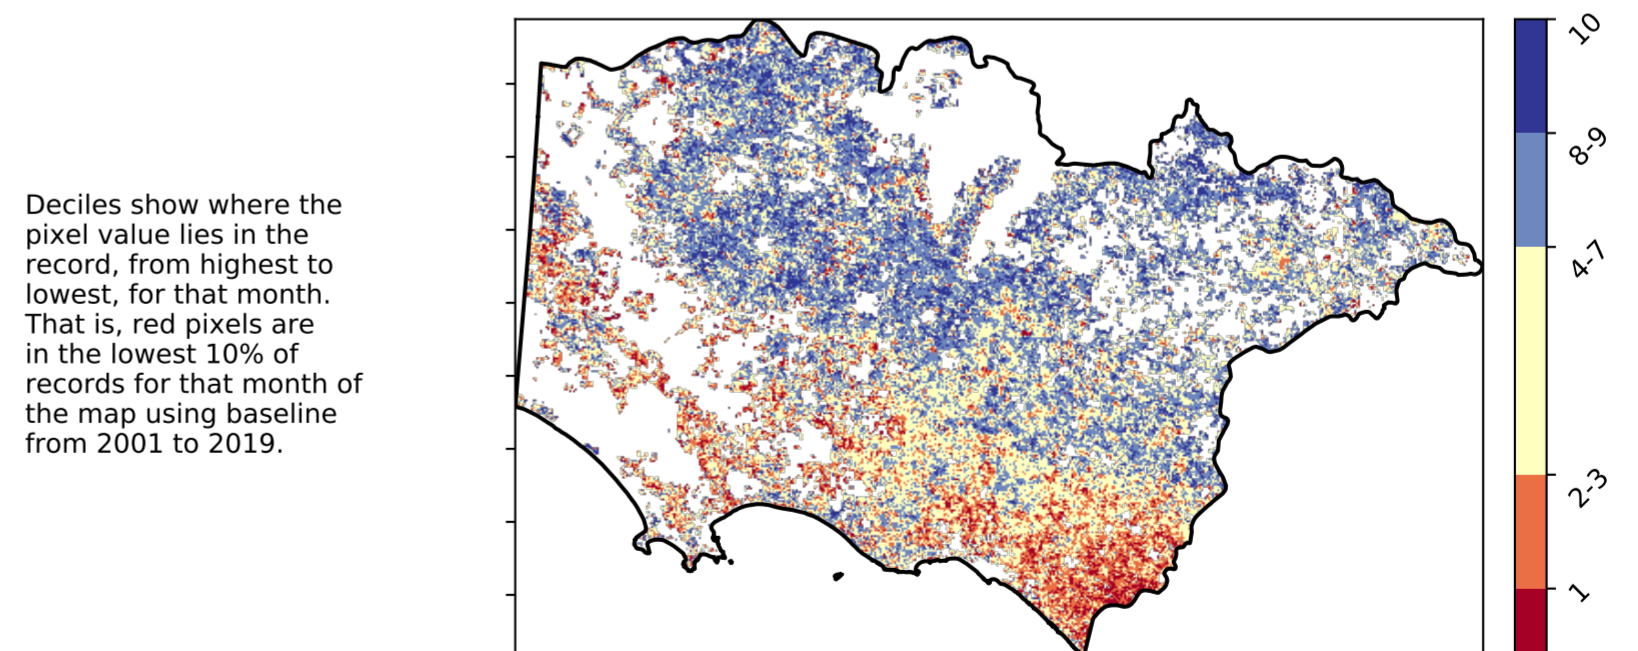 Deciles show where the
pixel value lies in the
record, from highest to
lowest, for that month.
That is, red pixels are
in the lowest 10% of
records for that month of
the map using baseline
from 2001 to 2019.
10
8-9
4-7
2-3
1